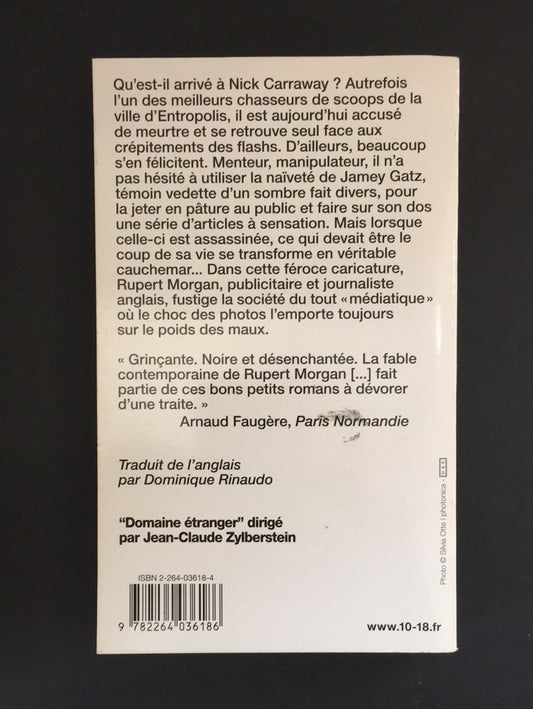 Qu'est-il arrivé à Nick Carraway ? Autrefois
l'un des meilleurs chasseurs de scoops de la
ville d'Entropolis, il est aujourd'hui accusé
de meurtre et se retrouve seul face aux
crépitements des flashs. D'ailleurs, beaucoup
s'en félicitent. Menteur, manipulateur, il n'a
pas hésité à utiliser la naïveté de Jamey Gatz,
témoin vedette d'un sombre fait divers, pour
la jeter en pâture au public et faire sur son dos
une série d'articles à sensation. Mais lorsque
celle-ci est assassinée, ce qui devait être le
coup de sa vie se transforme en véritable
cauchemar... Dans cette féroce caricature,
Rupert Morgan, publicitaire et journaliste
anglais, fustige la société du tout « médiatique »
où le choc des photos l'emporte toujours
sur le poids des maux.
« Grinçante. Noire et désenchantée. La fable
contemporaine de Rupert Morgan [...] fait
partie de ces bons petits romans à dévorer
d'une traite. »
Arnaud Faugère, Paris Normandie
Traduit de l'anglais
par Dominique Rinaudo
"Domaine étranger" dirigé
par Jean-Claude Zylberstein
ISBN 2-264-03618-4
9 782264 036186
www.10-18.fr
Photo © Silvia Otte | photonica -